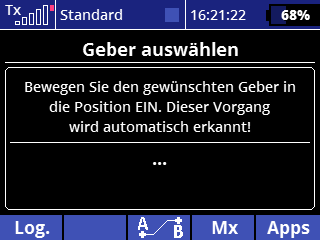 Tx Standard 16:21:22 68%
Geber auswählen
Bewegen Sie den gewünschten Geber in
die Position EIN. Dieser Vorgang
wird automatisch erkannt!
...
Log. A B Mx Apps